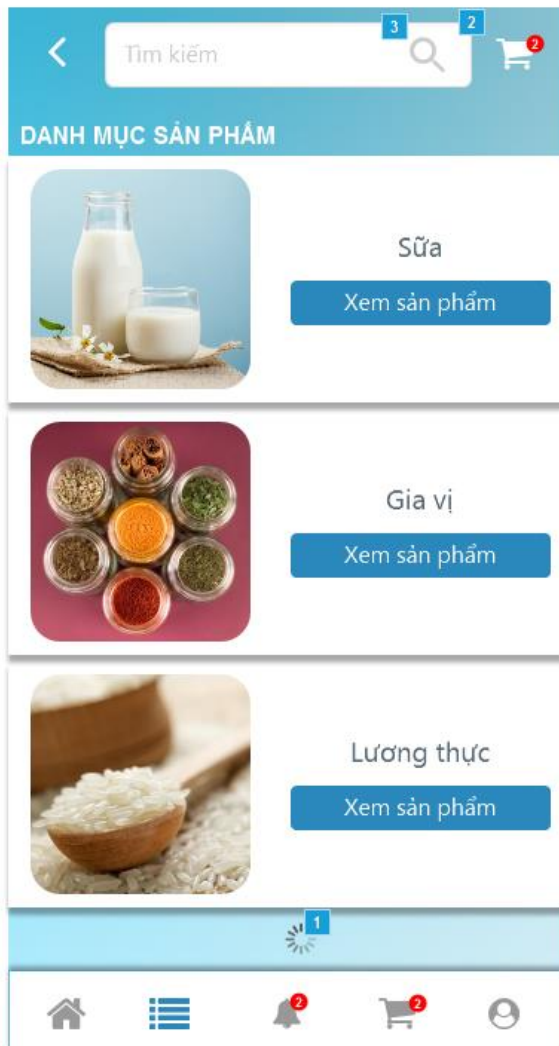 3
2
Tìm kiếm
2
DANH MỤC SẢN PHẨM
Sữa
Xem sản phẩm
Gia vị
Xem sản phẩm
Lương thực
Xem sản phẩm
1
2
2